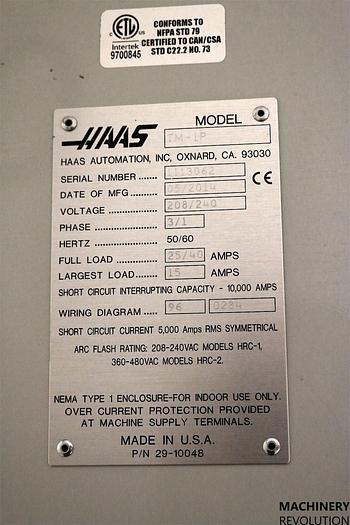 ETL
CM
US
Intertek
9700845
CONFORMS TO
NFPA STD 79
CERTIFIED TO CAN/CSA
STD C22.2 NO. 73
HAAS
MODEL
TM-1P
HAAS AUTOMATION, INC, OXNARD, CA. 93030
SERIAL NUMBER ...... 1113062
DATE OF MFG ........... 05/2014
VOLTAGE .................. 208/240
PHASE ...................... 3/1
HERTZ ...................... 50/60
FULL LOAD .............. 25/40 AMPS
LARGEST LOAD....... 15 AMPS
SHORT CIRCUIT INTERRUPTING CAPACITY - 10,000 AMPS
WIRING DIAGRAM ..... 96 0234
SHORT CIRCUIT CURRENT 5,000 Amps RMS SYMMETRICAL
ARC FLASH RATING: 208-240VAC MODELS HRC-1,
360-480VAC MODELS HRC-2.
NEMA TYPE 1 ENCLOSURE-FOR INDOOR USE ONLY.
OVER CURRENT PROTECTION PROVIDED
AT MACHINE SUPPLY TERMINALS.
MADE IN U.S.A.
P/N 29-10048
CE
MACHINERY
REVOLUTION